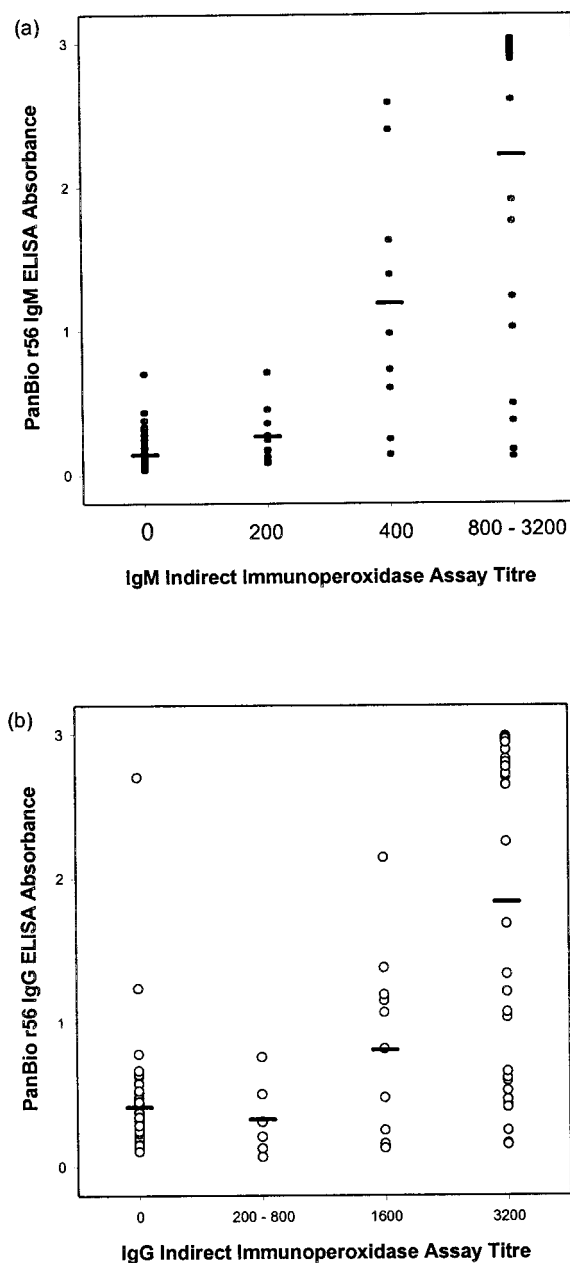 (a)
3
2
1
0
PanBio r56 IgM ELISA Absorbance
0 200 400 800 - 3200
IgM Indirect Immunoperoxidase Assay Titre
(b)
3
2
1
0
PanBio r56 IgG ELISA Absorbance
0 200 - 800 1600 3200
IgG Indirect Immunoperoxidase Assay Titre